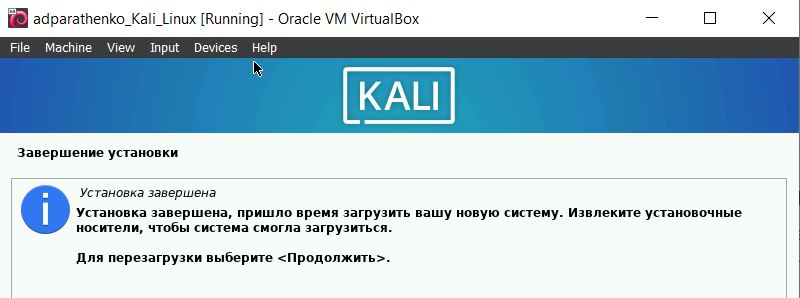 adparathenko_Kali_Linux [Running] - Oracle VM VirtualBox
File Machine View Input Devices Help
KALI
Завершение установки
Установка завершена
Установка завершена, пришло время загрузить вашу новую систему. Извлеките установочные
носители, чтобы система смогла загрузиться.
Для перезагрузки выберите <Продолжить>.